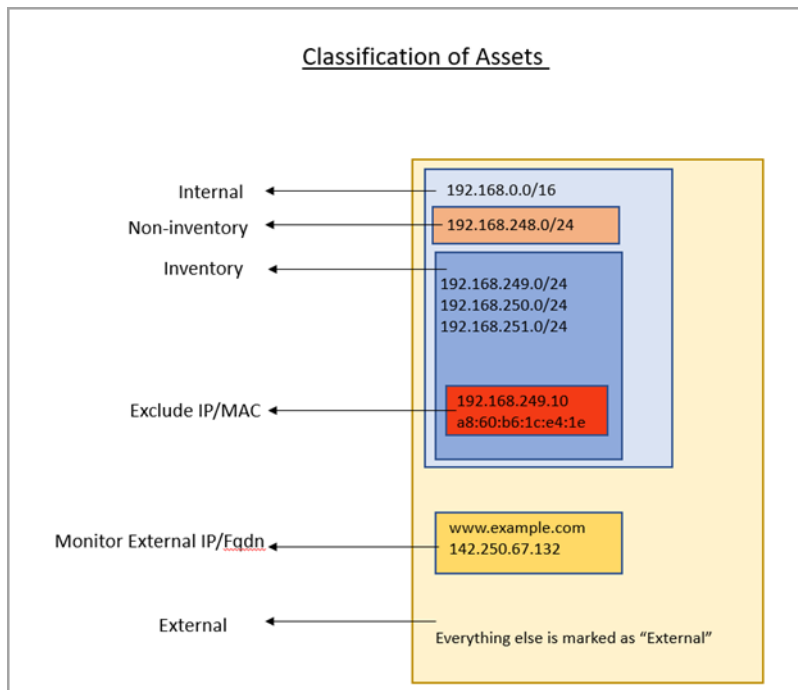 Classification of Assets
Internal
192.168.0.0/16
Non-inventory
192.168.248.0/24
Inventory
192.168.249.0/24
192.168.250.0/24
192.168.251.0/24
Exclude IP/MAC
192.168.249.10
a8:60:b6:1c:e4:1e
Monitor External IP/Fqdn
www.example.com
142.250.67.132
External
Everything else is marked as “External”